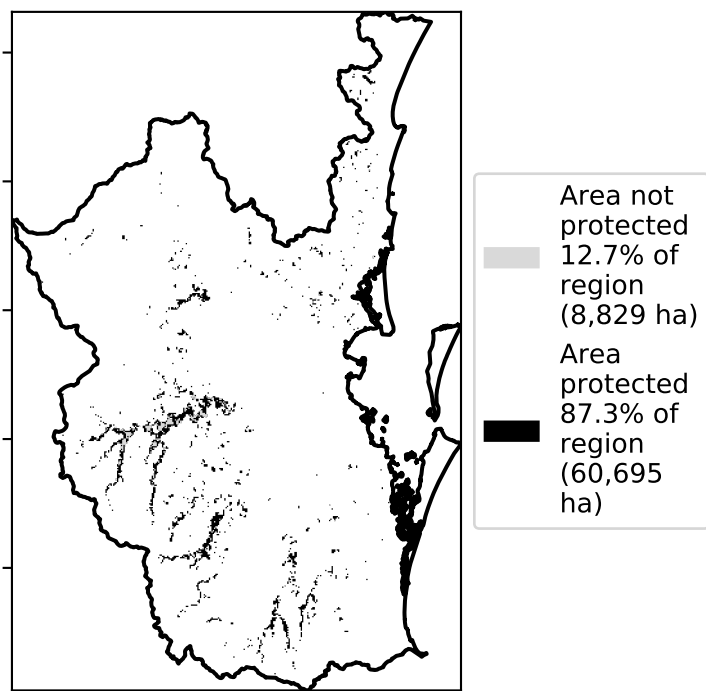 Area not
protected
12.7% of
region
(8,829 ha)
Area
protected
87.3% of
region
(60,695
ha)